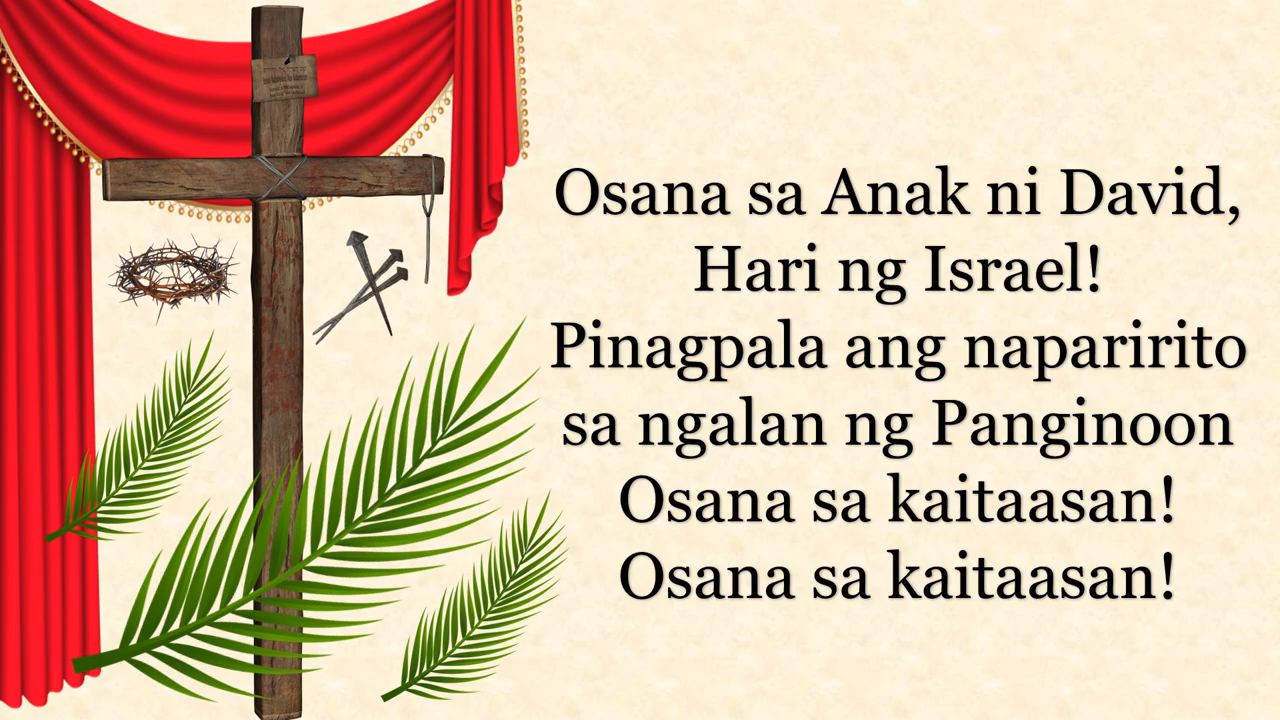 Osana sa Anak ni David,
Hari ng Israel!
Pinagpala ang naparirito
sa ngalan ng Panginoon
Osana sa kaitaasan!
Osana sa kaitaasan!